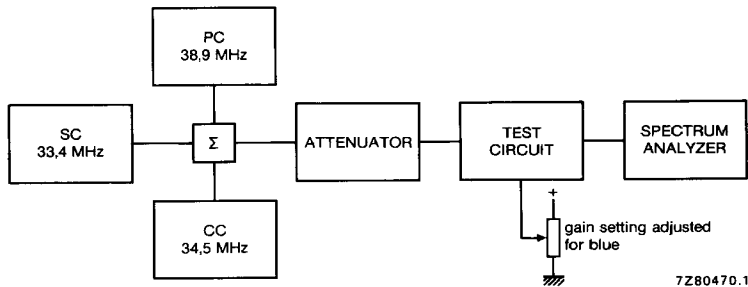 PC
38,9 MHz
SC
33,4 MHz
Σ
ATTENUATOR
TEST
CIRCUIT
SPECTRUM
ANALYZER
CC
34,5 MHz
+
gain setting adjusted
for blue
7Z80470.1